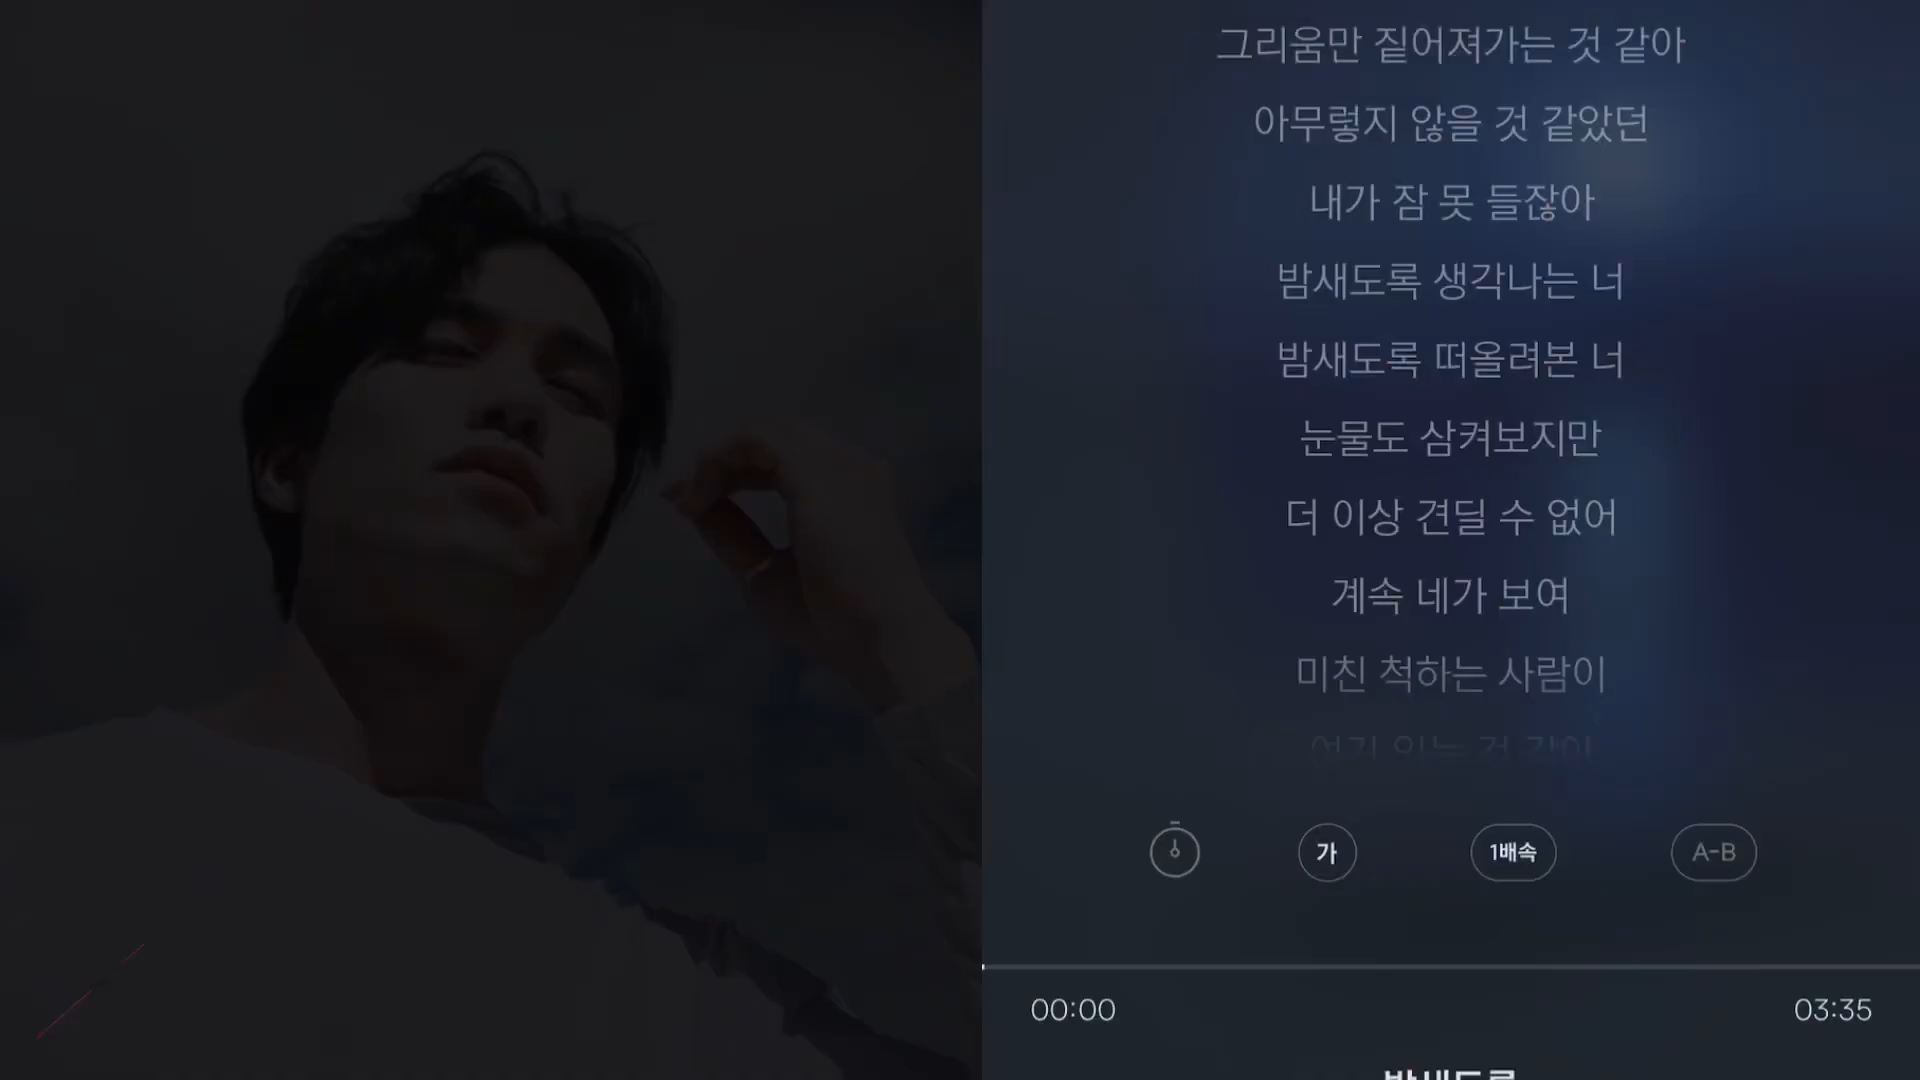 그리움만 짙어져가는 것 같아
아무렇지 않을 것 같았던
내가 잠 못 들잖아
밤새도록 생각나는 너
밤새도록 떠올려본 너
눈물도 삼켜보지만
더 이상 견딜 수 없어
계속 네가 보여
미친 척하는 사람이
가
1배속
A-B
00:00
03:35